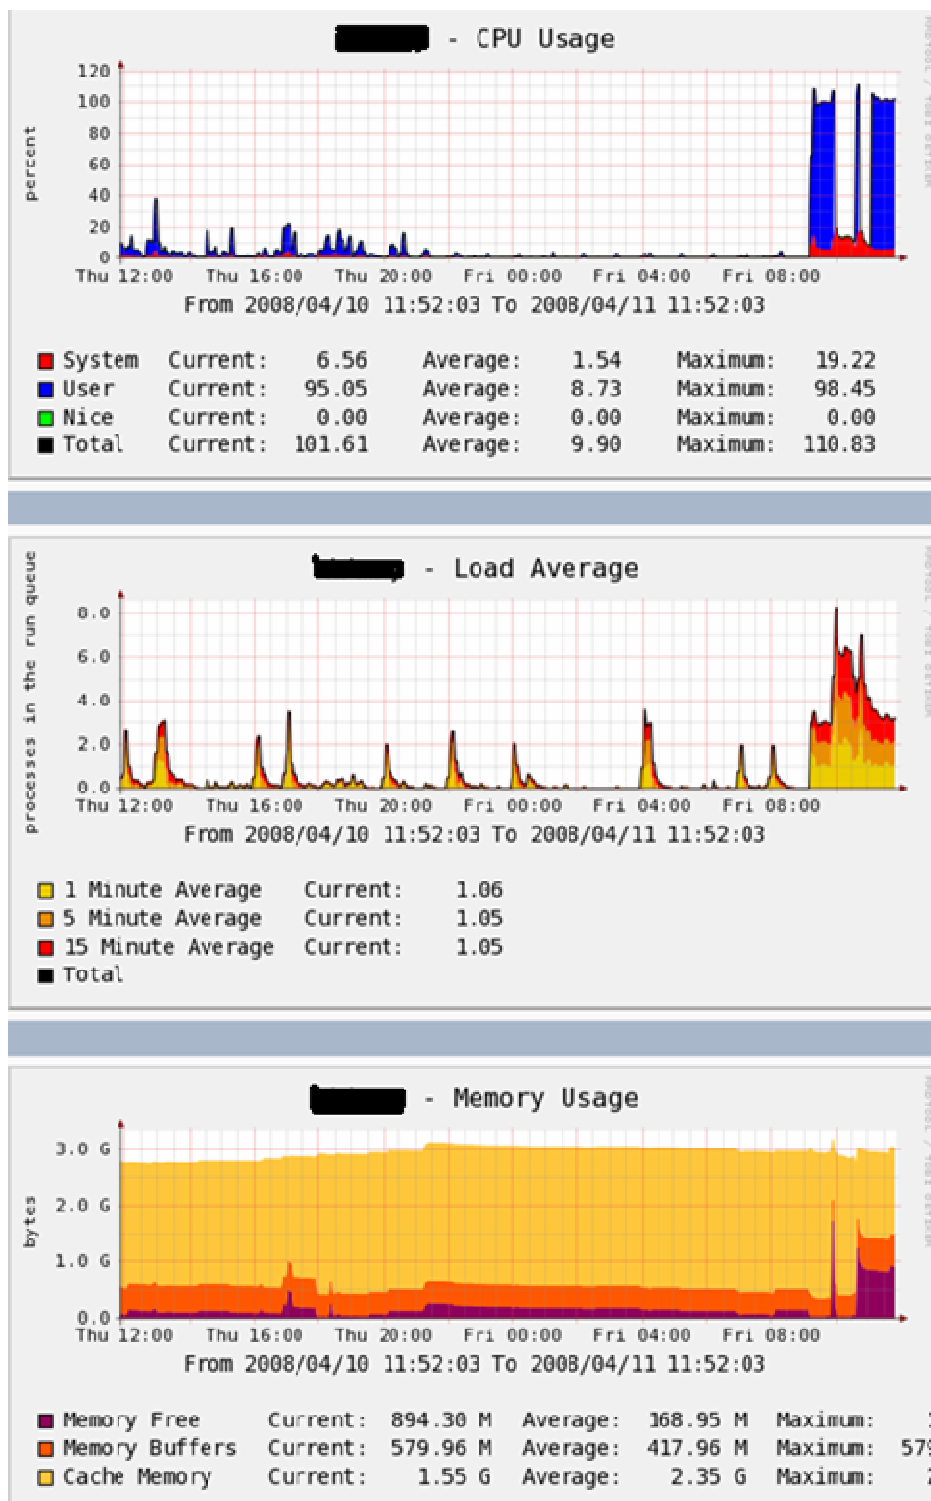 - CPU Usage
percent
120
100
80
60
40
20
0
Thu 12:00 Thu 16:00 Thu 20:00 Fri 00:00 Fri 04:00 Fri 08:00
From 2008/04/10 11:52:03 To 2008/04/11 11:52:03
System Current: 6.56 Average: 1.54 Maximum: 19.22
User Current: 95.05 Average: 8.73 Maximum: 98.45
Nice Current: 0.00 Average: 0.00 Maximum: 0.00
Total Current: 101.61 Average: 9.90 Maximum: 110.83
- Load Average
processes in the run queue
8.0
6.0
4.0
2.0
0.0
Thu 12:00 Thu 16:00 Thu 20:00 Fri 00:00 Fri 04:00 Fri 08:00
From 2008/04/10 11:52:03 To 2008/04/11 11:52:03
1 Minute Average Current: 1.06
5 Minute Average Current: 1.05
15 Minute Average Current: 1.05
Total
- Memory Usage
bytes
3.0 G
2.0 G
1.0 G
0.0
Thu 12:00 Thu 16:00 Thu 20:00 Fri 00:00 Fri 04:00 Fri 08:00
From 2008/04/10 11:52:03 To 2008/04/11 11:52:03
Memory Free Current: 894.30 M Average: 168.95 M Maximum:
Memory Buffers Current: 579.96 M Average: 417.96 M Maximum: 579
Cache Memory Current: 1.55 G Average: 2.35 G Maximum: